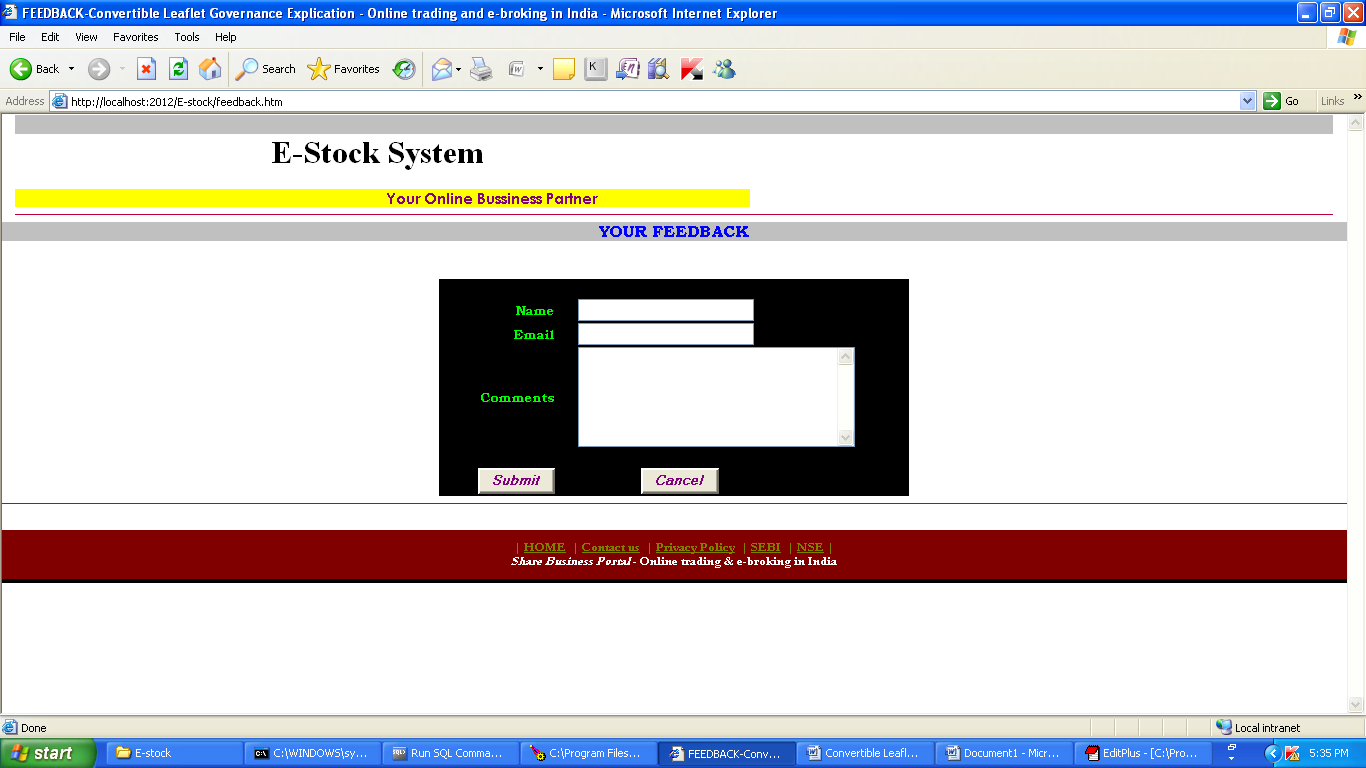 FEEDBACK-Convertible Leaflet Governance Explication - Online trading and e-broking in India - Microsoft Internet Explorer
File Edit View Favorites Tools Help
Back Search Favorites
Address http://localhost:2012/E-stock/feedback.htm Go Links »
E-Stock System
Your Online Bussiness Partner
YOUR FEEDBACK
Name
Email
Comments
Submit Cancel
| HOME | Contact us | Privacy Policy | SEBI | NSE |
Share Business Portal - Online trading & e-broking in India
Done Local intranet
start E-stock C:\WINDOWS\sy... Run SQL Comma... C:\Program Files... FEEDBACK-Conv... Convertible Leafl... Document1 - Micr... EditPlus - [C:\Pro... 5:35 PM